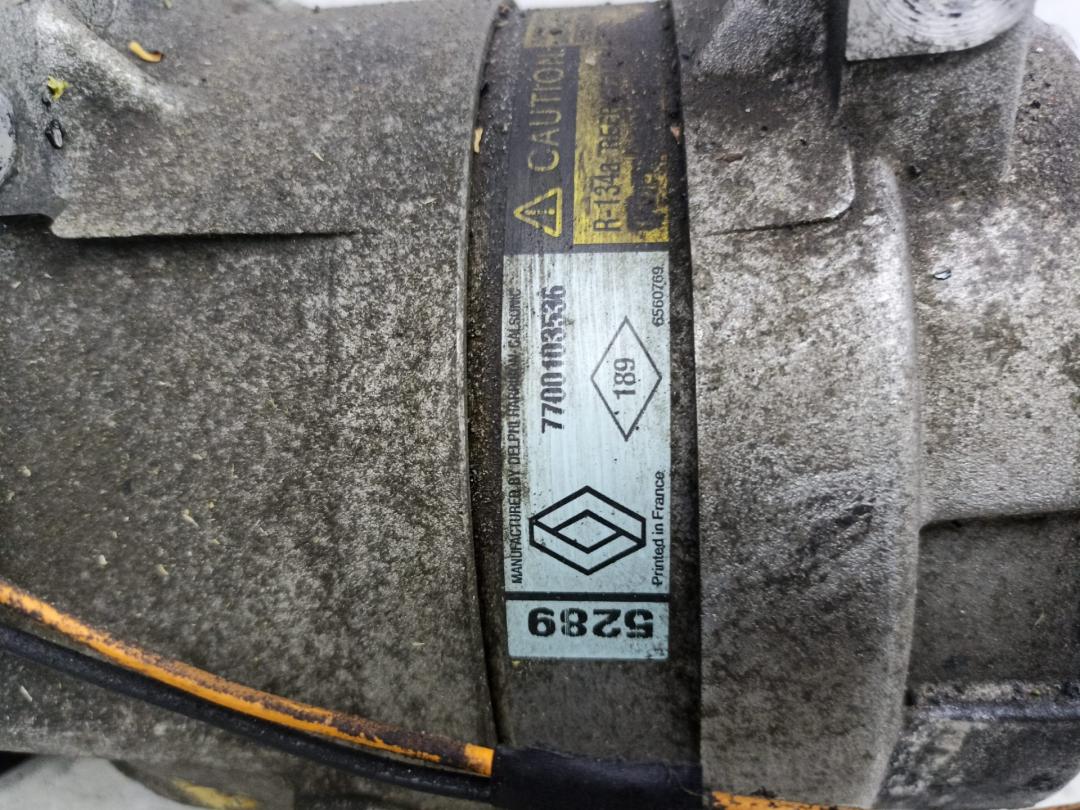 CAUTION
R-134a
MANUFACTURED BY DELPHI HARRISON CALSONIC
7700103536
189
6560769
Printed in France
5289